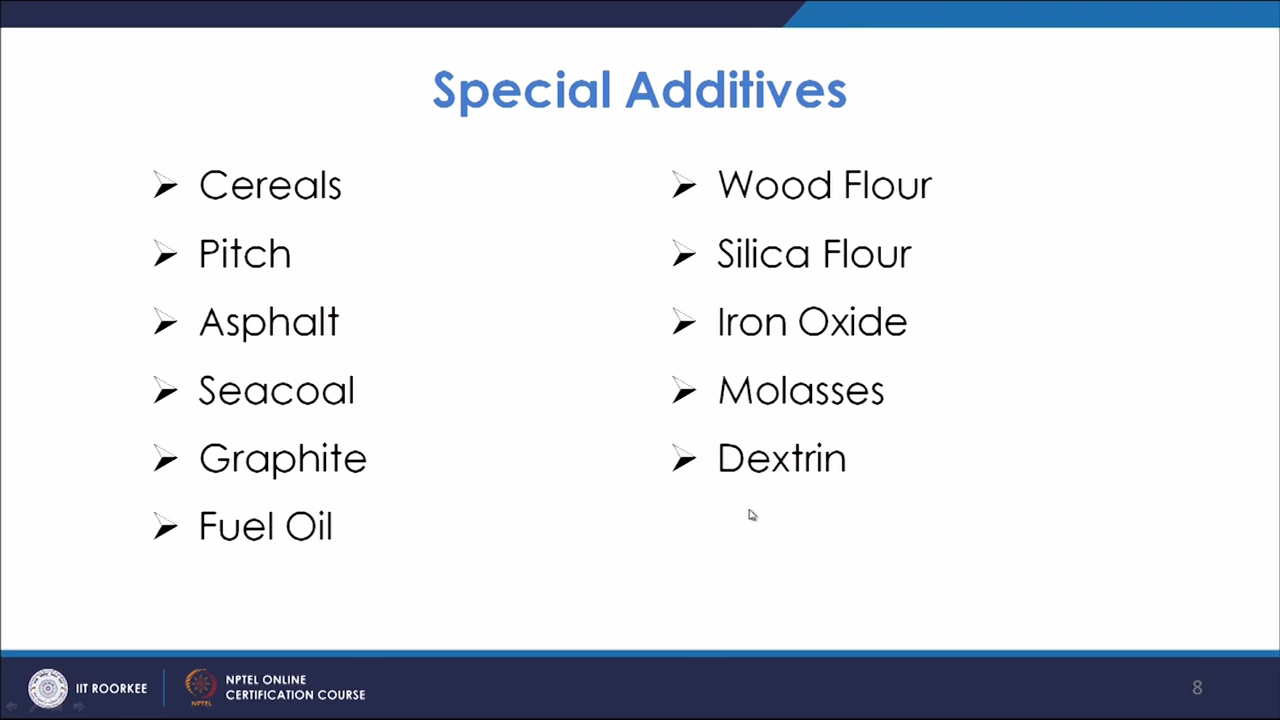 Special Additives
Cereals
Pitch
Asphalt
Seacoal
Graphite
Fuel Oil
Wood Flour
Silica Flour
Iron Oxide
Molasses
Dextrin
IIT ROORKEE
NPTEL
NPTEL ONLINE
CERTIFICATION COURSE
8